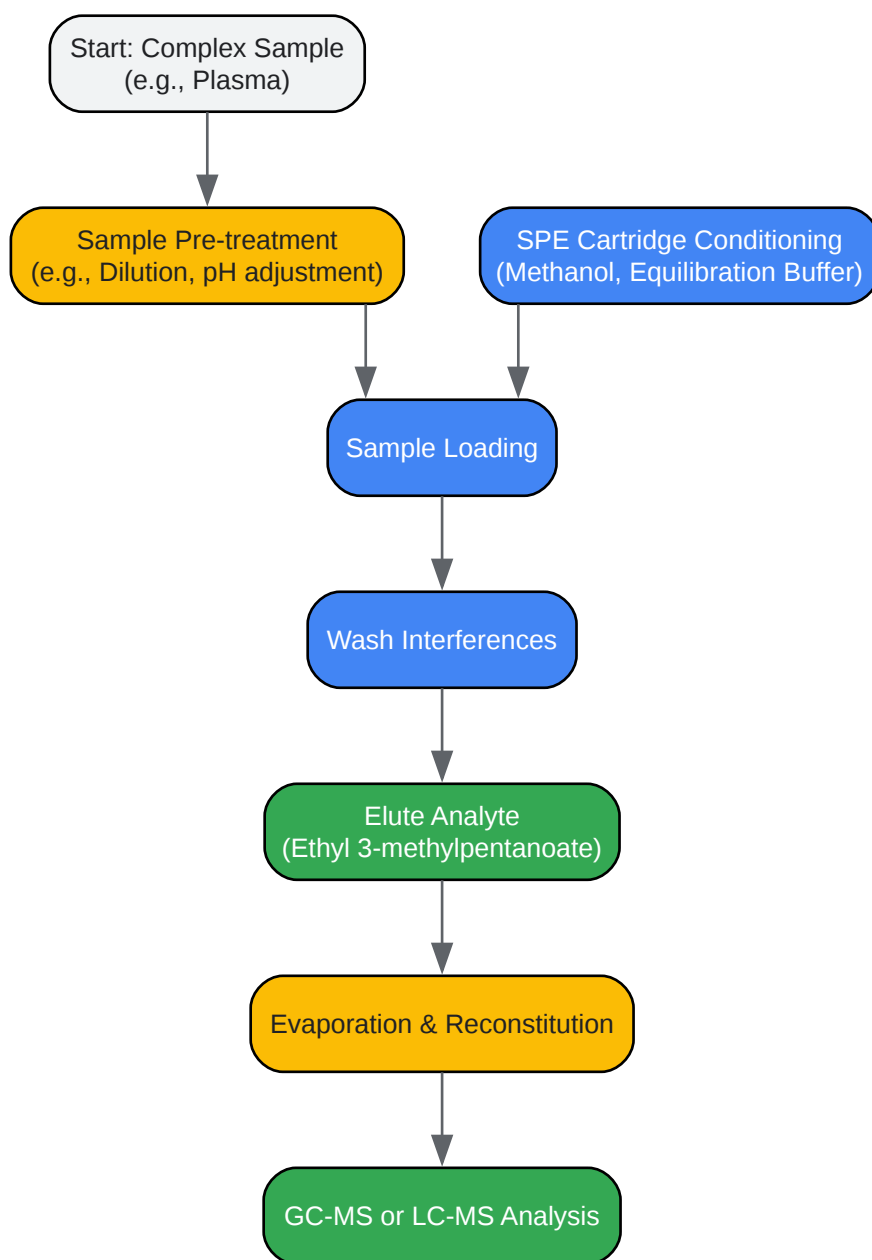 Start: Complex Sample
(e.g., Plasma)
Sample Pre-treatment
(e.g., Dilution, pH adjustment)
SPE Cartridge Conditioning
(Methanol, Equilibration Buffer)
Sample Loading
Wash Interferences
Elute Analyte
(Ethyl 3-methylpentanoate)
Evaporation & Reconstitution
GC-MS or LC-MS Analysis